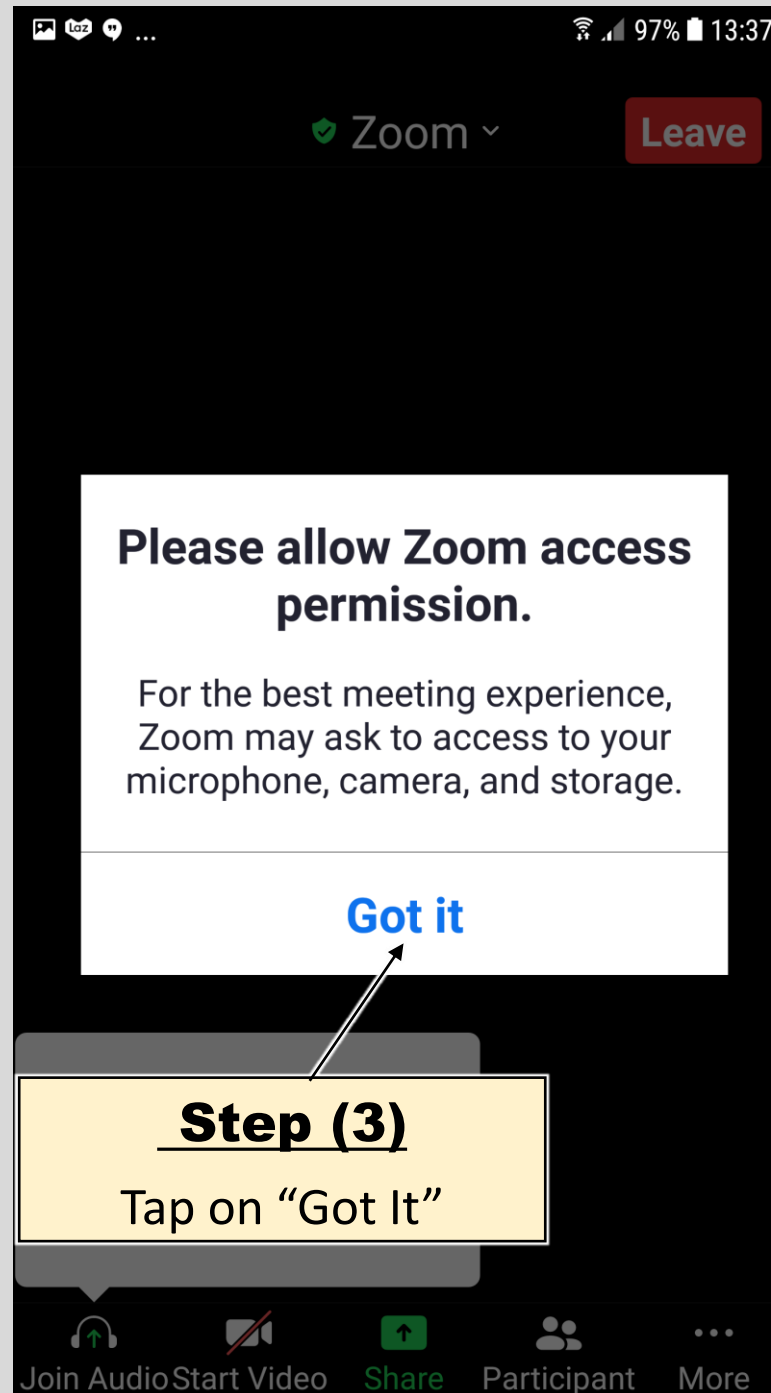 Laz ... 97% 13:37
Zoom Leave
Please allow Zoom access
permission.
For the best meeting experience,
Zoom may ask to access to your
microphone, camera, and storage.
Got it
Step (3)
Tap on “Got It”
Join Audio Start Video Share Participant More